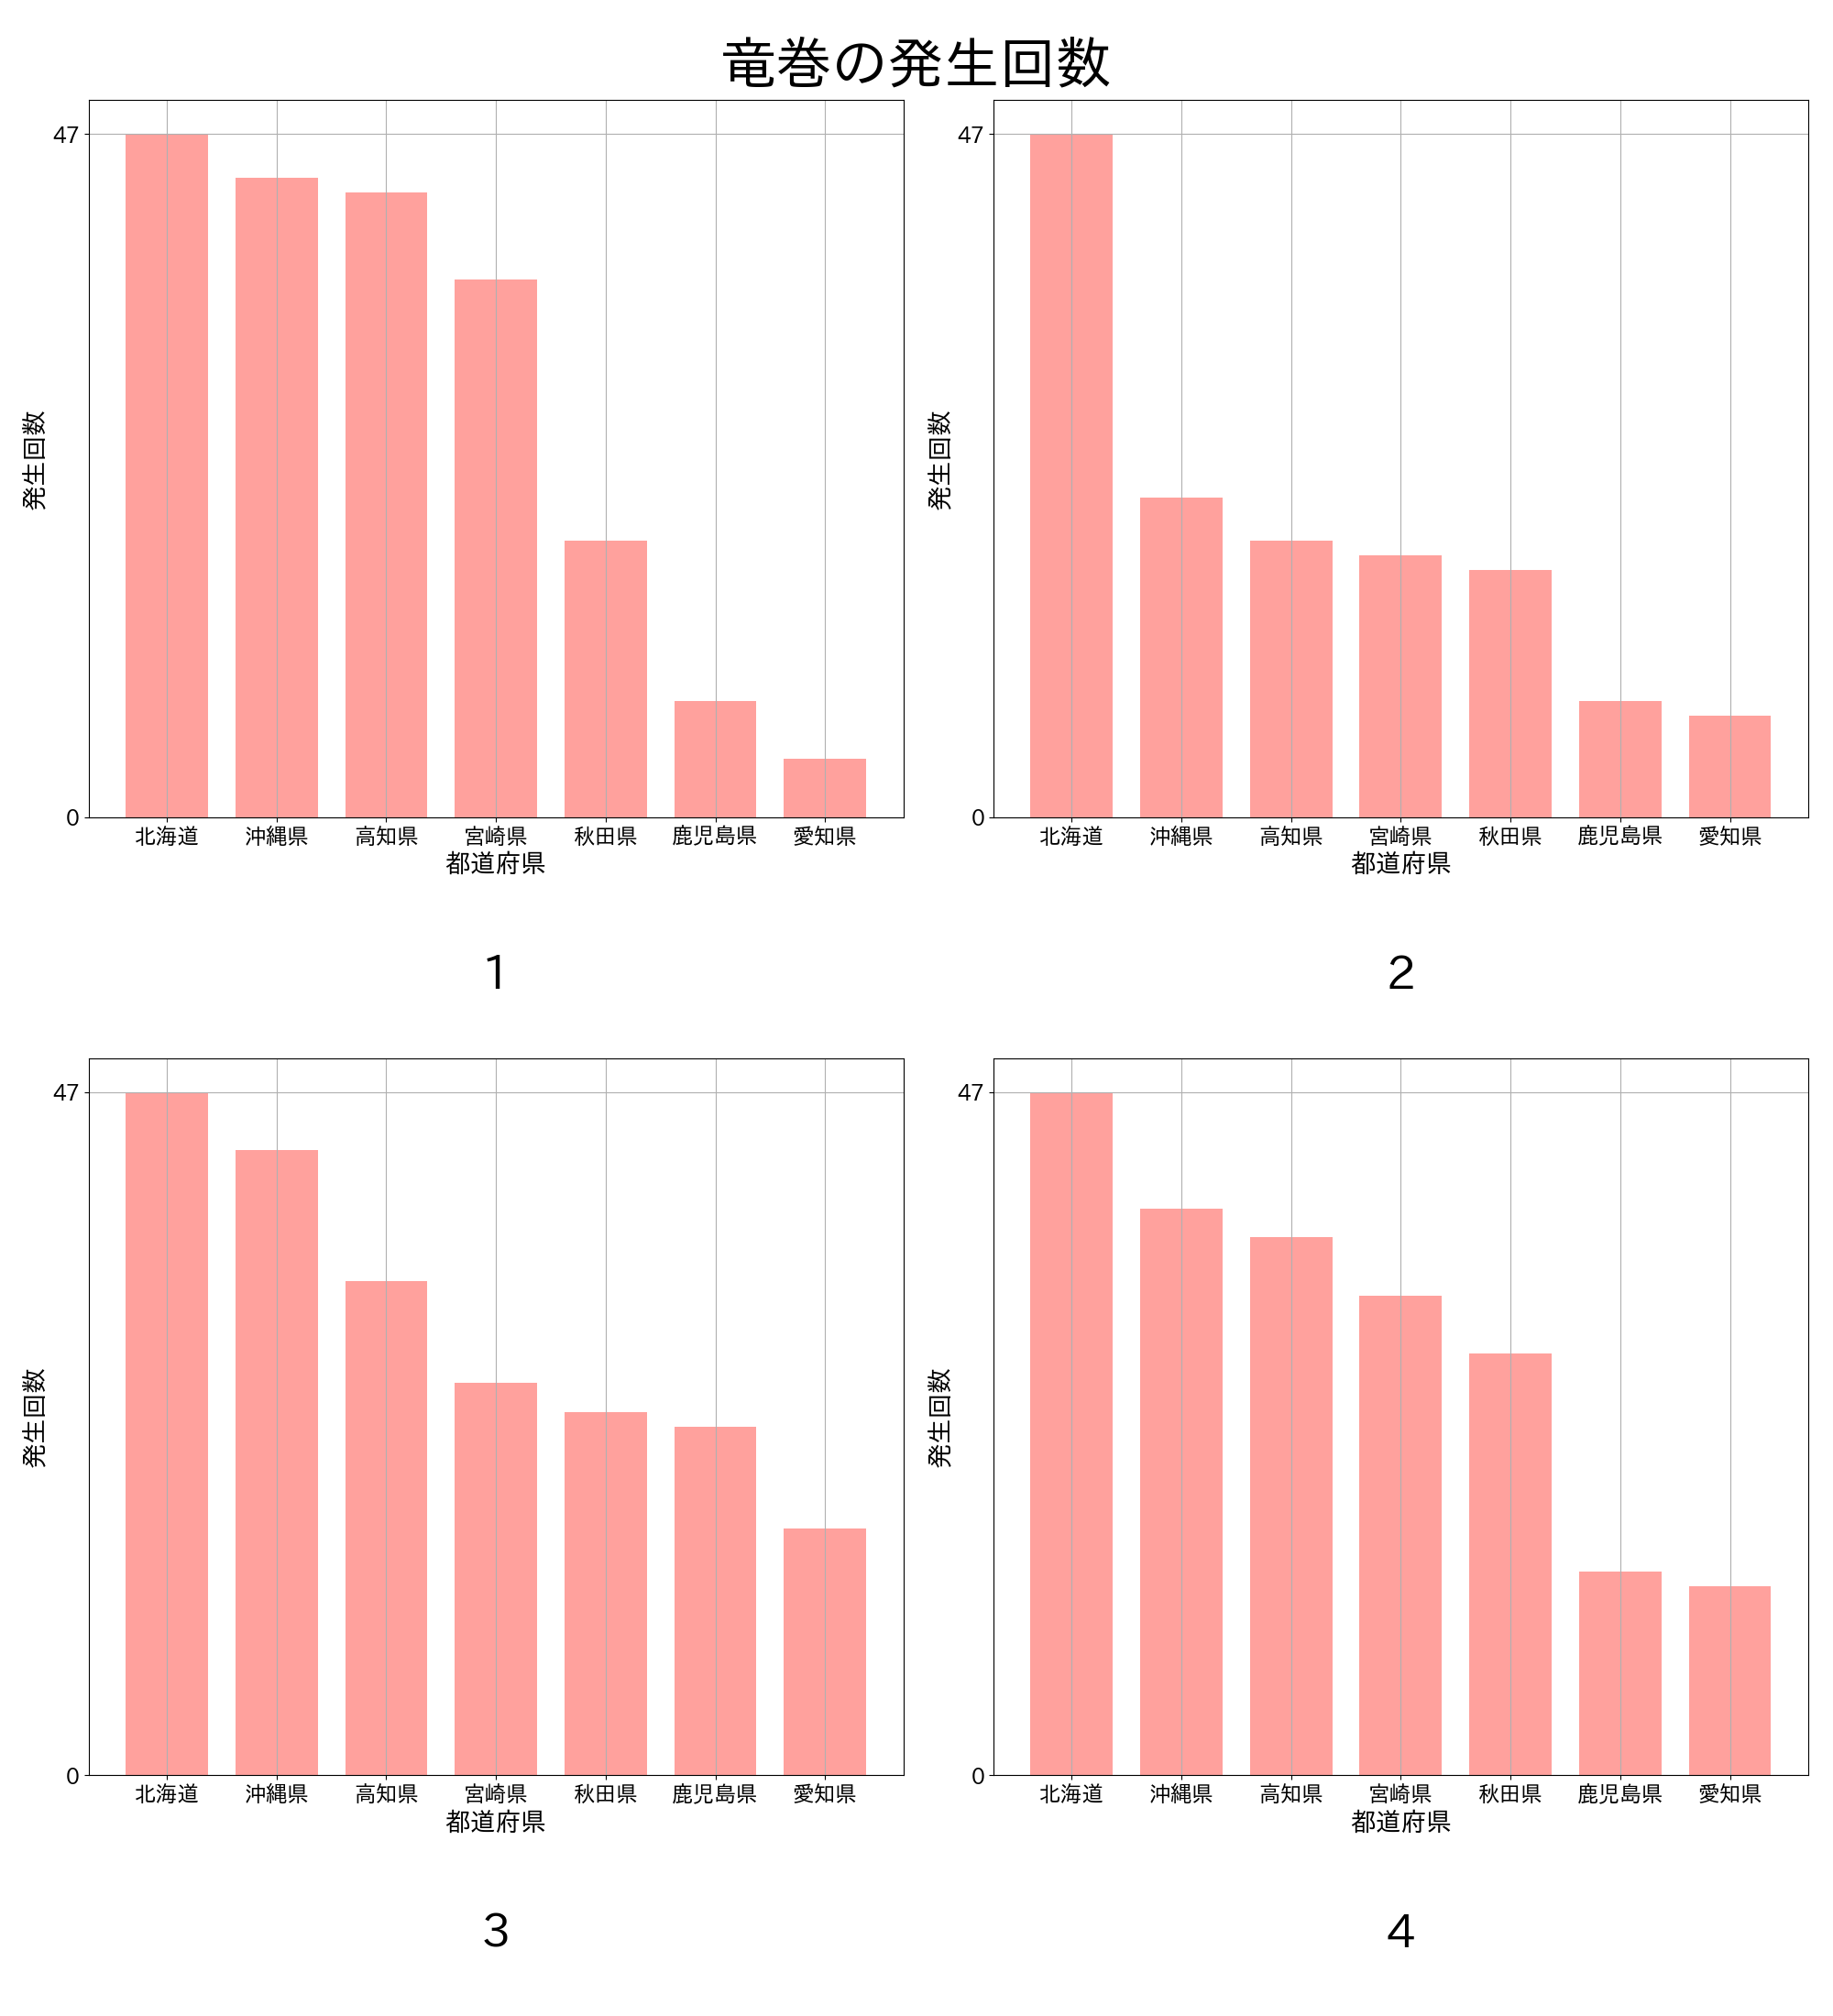 竜巻の発生回数
47
発生回数
0
北海道 沖縄県 高知県 宮崎県 秋田県 鹿児島県 愛知県
都道府県
1
47
発生回数
0
北海道 沖縄県 高知県 宮崎県 秋田県 鹿児島県 愛知県
都道府県
2
47
発生回数
0
北海道 沖縄県 高知県 宮崎県 秋田県 鹿児島県 愛知県
都道府県
3
47
発生回数
0
北海道 沖縄県 高知県 宮崎県 秋田県 鹿児島県 愛知県
都道府県
4